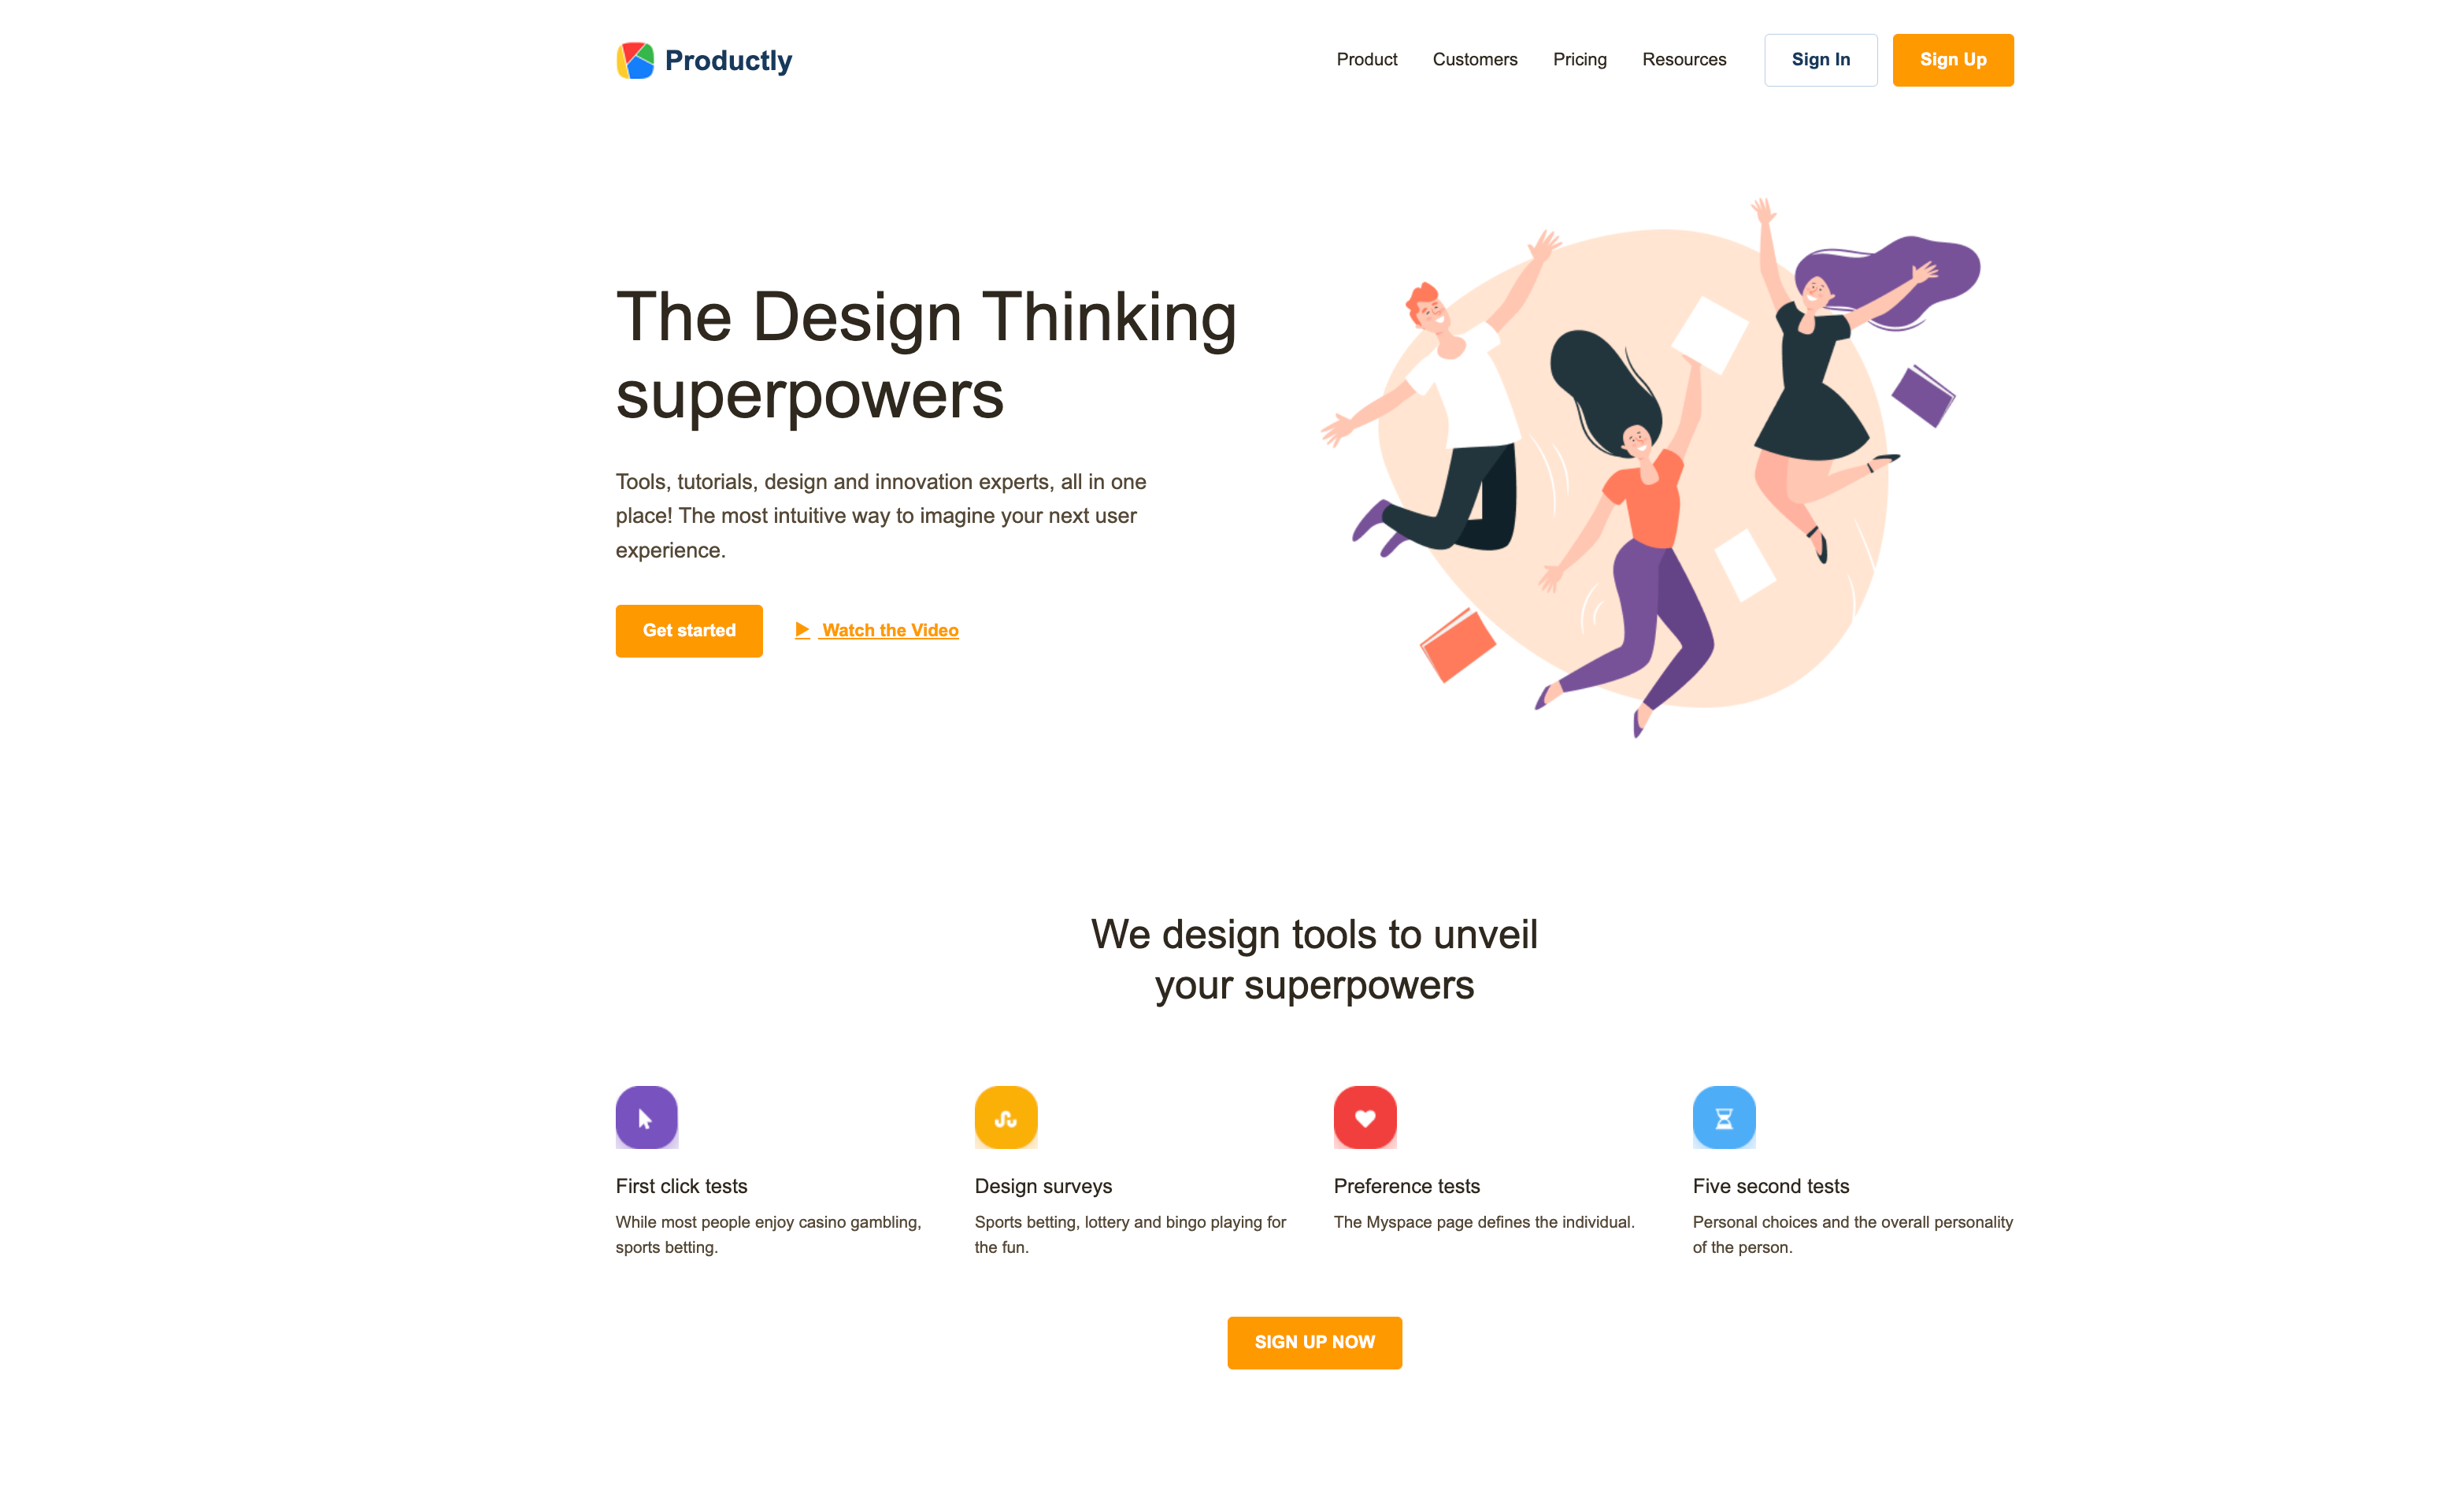 Productly
Product
Customers
Pricing
Resources
Sign In
Sign Up
The Design Thinking
superpowers
Tools, tutorials, design and innovation experts, all in one
place! The most intuitive way to imagine your next user
experience.
Get started
Watch the Video
We design tools to unveil
your superpowers
First click tests
While most people enjoy casino gambling,
sports betting.
Design surveys
Sports betting, lottery and bingo playing for
the fun.
Preference tests
The Myspace page defines the individual.
Five second tests
Personal choices and the overall personality
of the person.
SIGN UP NOW